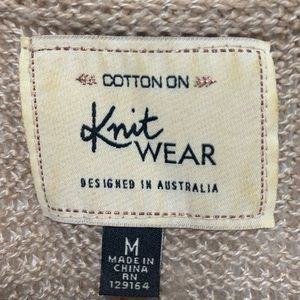 COTTON ON
Knit
WEAR
DESIGNED IN AUSTRALIA
M
MADE IN
CHINA
RN
129164